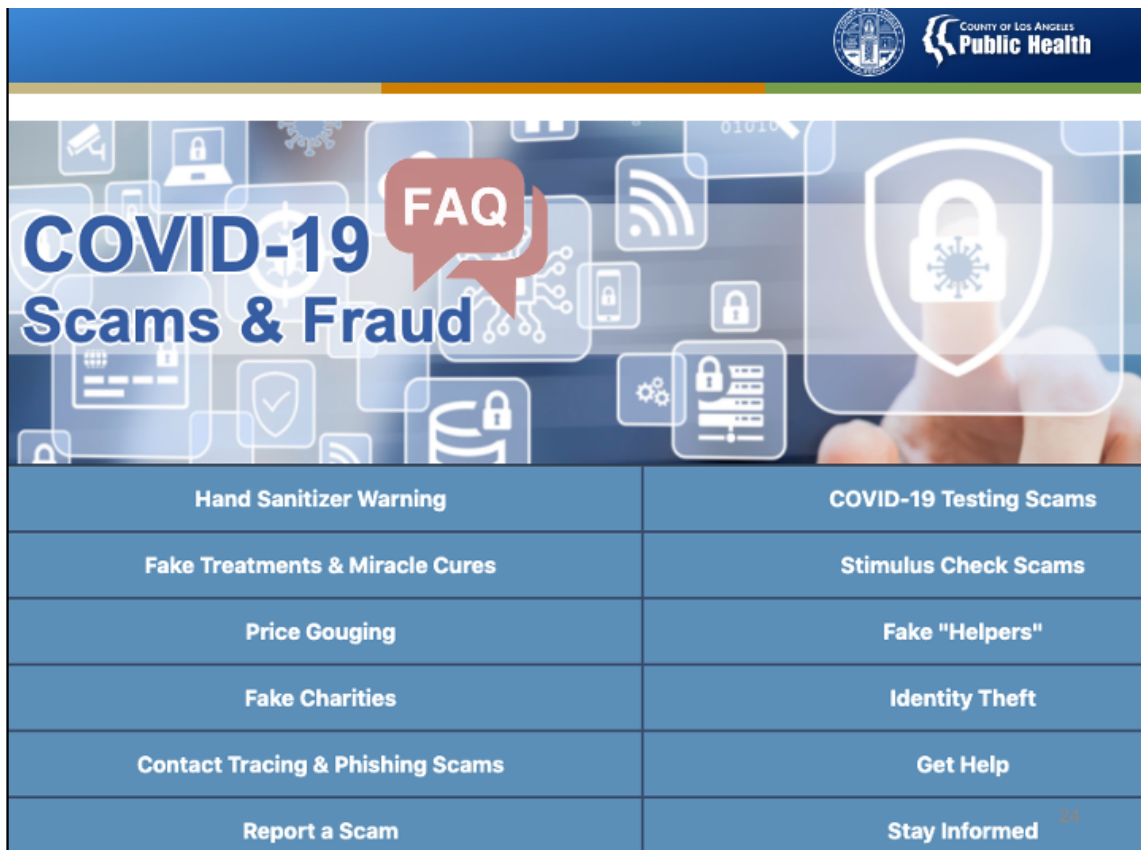 COUNTY OF LOS ANGELES
Public Health
01010
FAQ
COVID-19
Scams & Fraud
Hand Sanitizer Warning
COVID-19 Testing Scams
Fake Treatments & Miracle Cures
Stimulus Check Scams
Price Gouging
Fake "Helpers"
Fake Charities
Identity Theft
Contact Tracing & Phishing Scams
Get Help
Report a Scam
Stay Informed
24